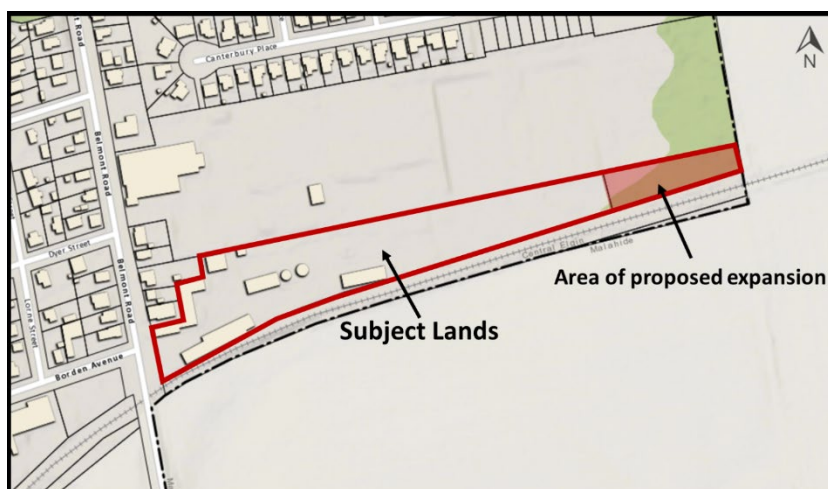 Road
Belmont Road
Canterbury Place
N
Dyer Street
Lorne Street
Belmont Road
Borden Avenue
Central Elgin
Malahide
Area of proposed expansion
Subject Lands